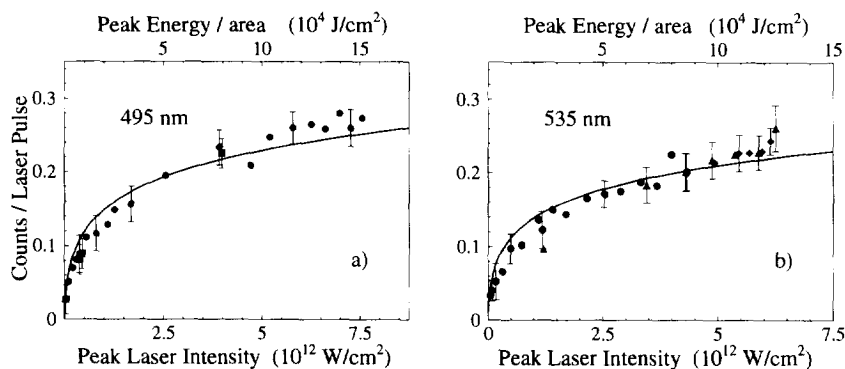 Peak Energy / area (10⁴ J/cm²)
5 10 15
Counts / Laser Pulse
0.3
0.2
0.1
0
495 nm
a)
0 2.5 5 7.5
Peak Laser Intensity (10¹² W/cm²)
Peak Energy / area (10⁴ J/cm²)
0 5 10 15
0.3
0.2
0.1
0
535 nm
b)
0 2.5 5 7.5
Peak Laser Intensity (10¹² W/cm²)